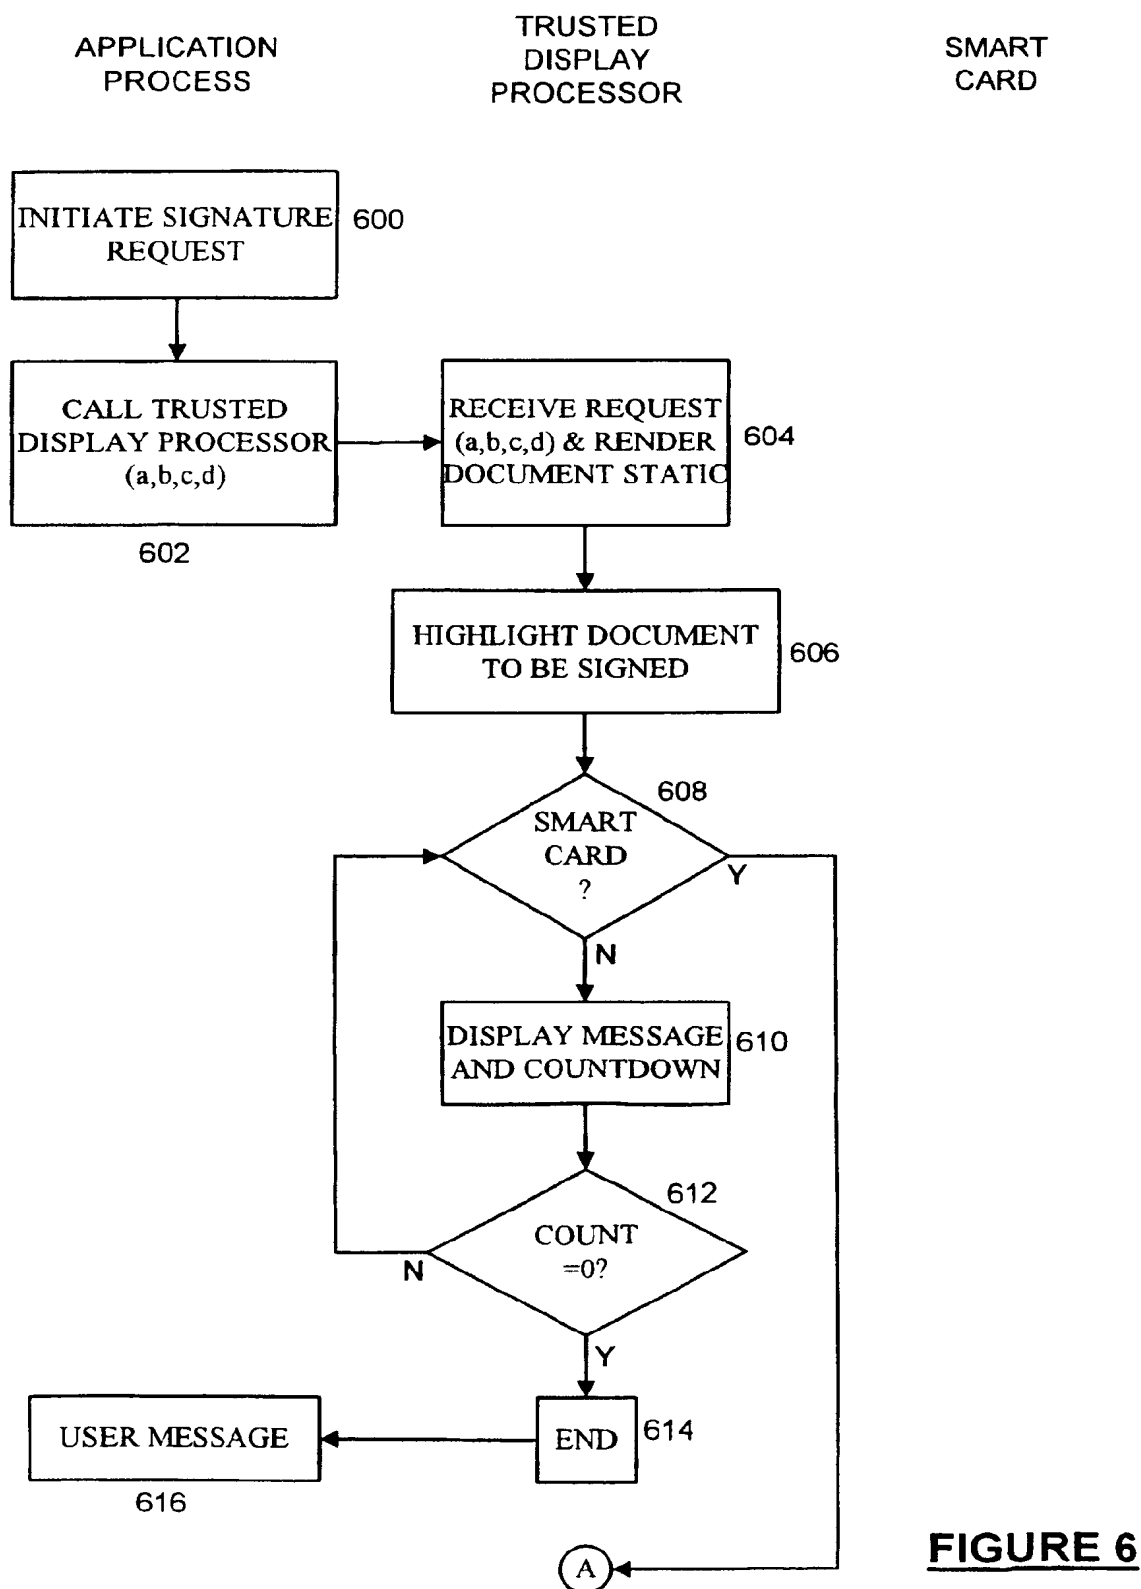 APPLICATION
PROCESS
TRUSTED
DISPLAY
PROCESSOR
SMART
CARD
INITIATE SIGNATURE
REQUEST
600
CALL TRUSTED
DISPLAY PROCESSOR
(a,b,c,d)
602
RECEIVE REQUEST
(a,b,c,d) & RENDER
DOCUMENT STATIC
604
HIGHLIGHT DOCUMENT
TO BE SIGNED
606
608
SMART
CARD
?
Y
N
DISPLAY MESSAGE
AND COUNTDOWN
610
612
COUNT
=0?
N
Y
USER MESSAGE
616
END
614
A
FIGURE 6